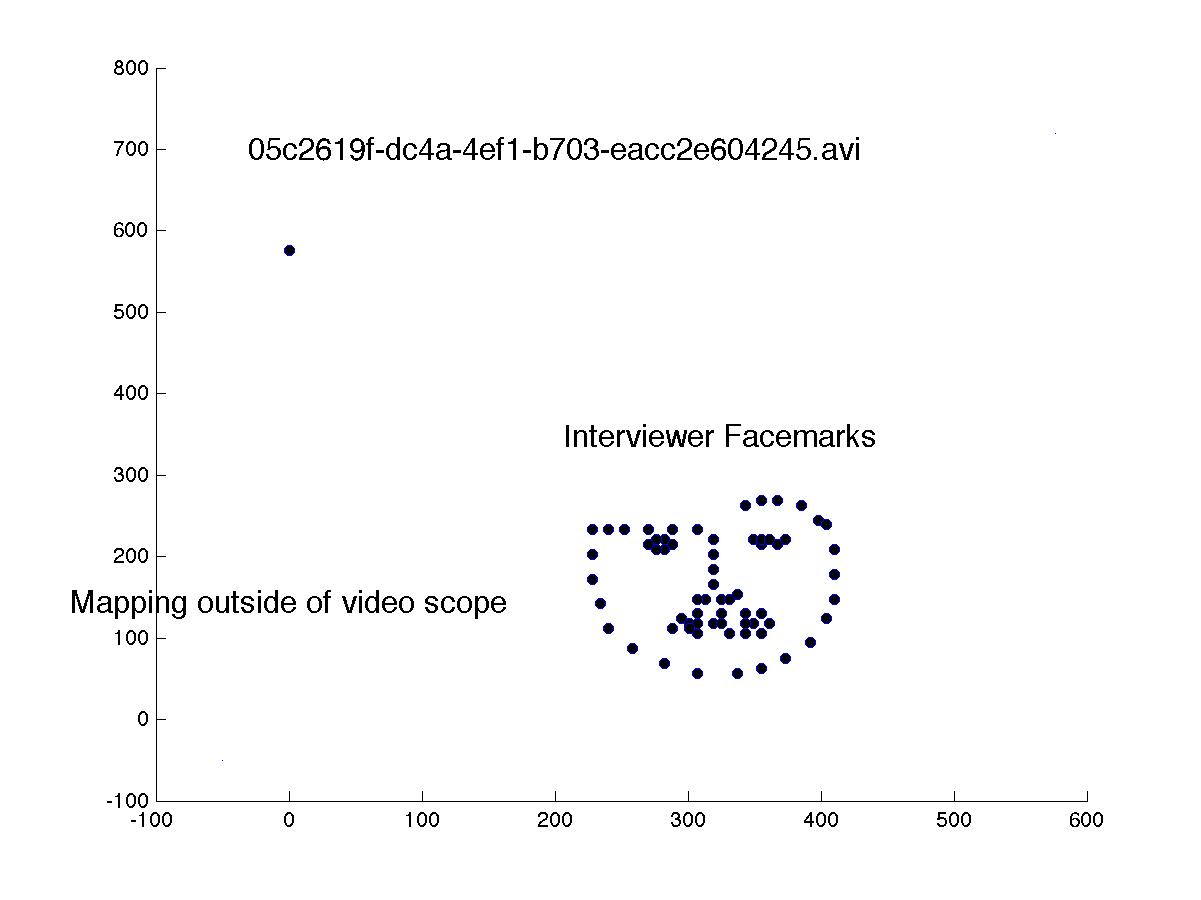 800
700
05c2619f-dc4a-4ef1-b703-eacc2e604245.avi
600
500
400
Interviewer Facemarks
300
200
Mapping outside of video scope
100
0
-100
-100 0 100 200 300 400 500 600